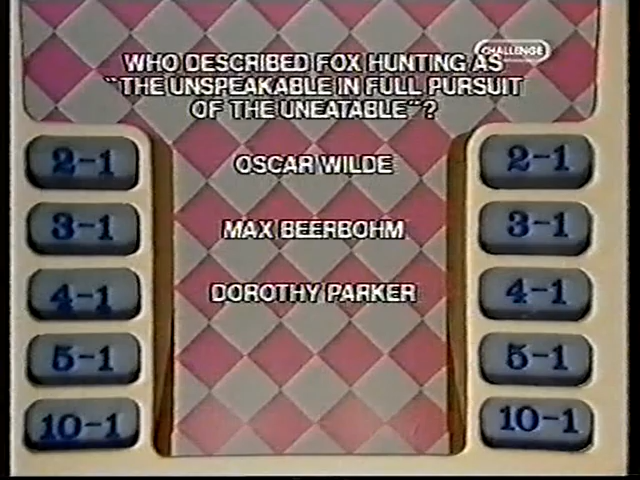 CHALLENGE
WHO DESCRIBED FOX HUNTING AS
"THE UNSPEAKABLE IN FULL PURSUIT
OF THE UNEATABLE"?
2-1 OSCAR WILDE 2-1
3-1 MAX BEERBOHM 3-1
4-1 DOROTHY PARKER 4-1
5-1 5-1
10-1 10-1